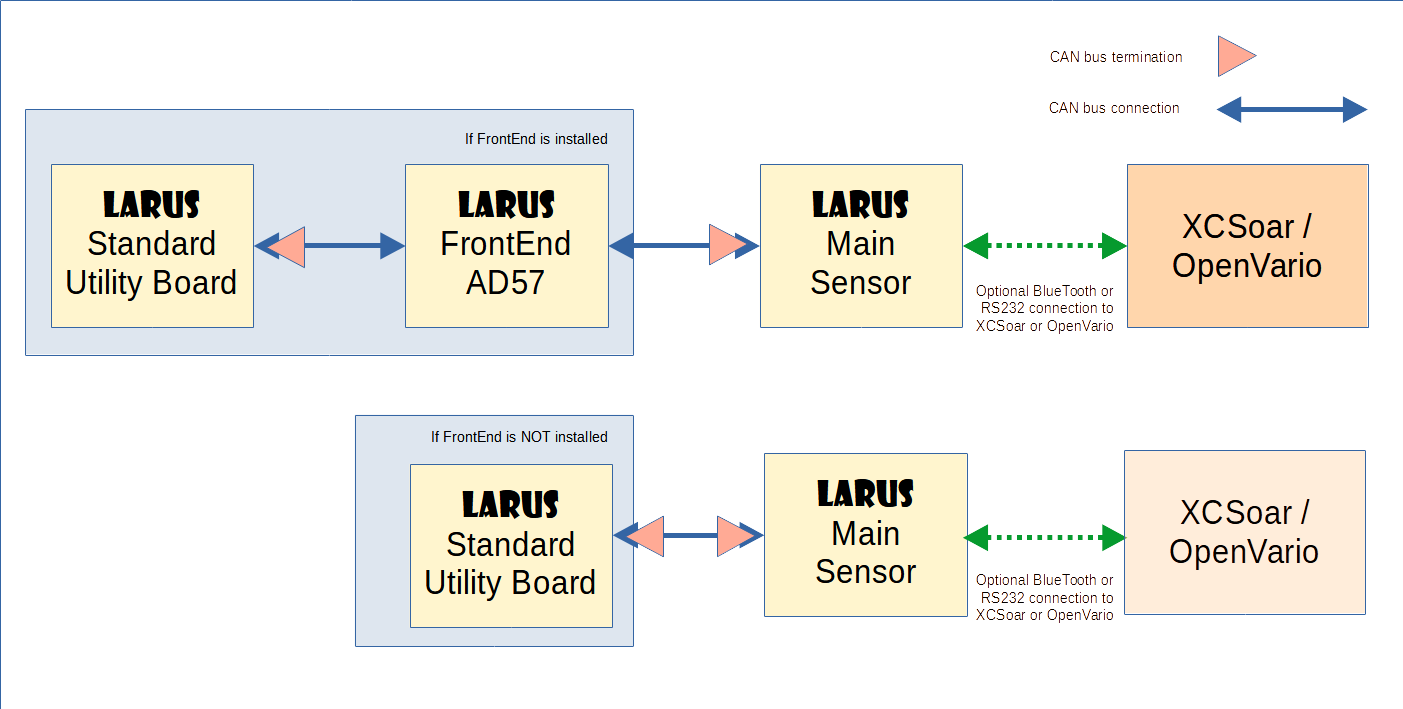 CAN bus termination
CAN bus connection
If FrontEnd is installed
LARUS
Standard
Utility Board
LARUS
FrontEnd
AD57
LARUS
Main
Sensor
Optional BlueTooth or
RS232 connection to
XCSoar or OpenVario
XCSoar /
OpenVario
If FrontEnd is NOT installed
LARUS
Standard
Utility Board
LARUS
Main
Sensor
Optional BlueTooth or
RS232 connection to
XCSoar or OpenVario
XCSoar /
OpenVario